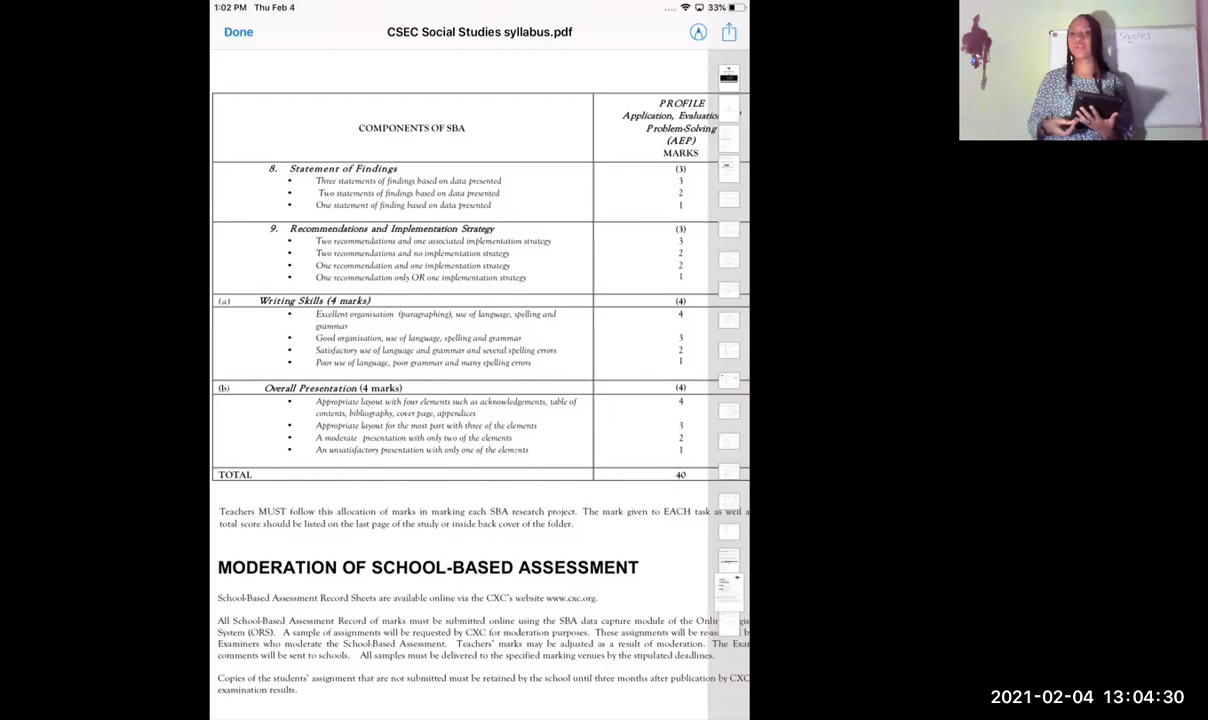 1:02 PM Thu Feb 4
33%
Done
CSEC Social Studies syllabus.pdf
COMPONENTS OF SBA
PROFILE
Application, Evaluation
Problem-Solving
(AEP)
MARKS
8. Statement of Findings (3)
• Three statements of findings based on data presented 3
• Two statements of findings based on data presented 2
• One statement of finding based on data presented 1
9. Recommendations and Implementation Strategy (3)
• Two recommendations and one associated implementation strategy 3
• Two recommendations and no implementation strategy 2
• One recommendation and one implementation strategy 2
• One recommendation only OR one implementation strategy 1
(a) Writing Skills (4 marks) (4)
• Excellent organisation (paragraphing), use of language, spelling and 4
grammar
• Good organisation, use of language, spelling and grammar 3
• Satisfactory use of language and grammar and several spelling errors 2
• Poor use of language, poor grammar and many spelling errors 1
(b) Overall Presentation (4 marks) (4)
• Appropriate layout with four elements such as acknowledgements, table of 4
contents, bibliography, cover page, appendices
• Appropriate layout for the most part with three of the elements 3
• A moderate presentation with only two of the elements 2
• An unsatisfactory presentation with only one of the elements 1
TOTAL 40
Teachers MUST follow this allocation of marks in marking each SBA research project. The mark given to EACH task as well a
total score should be listed on the last page of the study or inside back cover of the folder.
MODERATION OF SCHOOL-BASED ASSESSMENT
School-Based Assessment Record Sheets are available online via the CXC's website www.cxc.org.
All School-Based Assessment Record of marks must be submitted online using the SBA data capture module of the
System (ORS). A sample of assignments will be requested by CXC for moderation purposes. These assignments will be
Examiners who moderate the School-Based Assessment. Teachers' marks may be adjusted as a result of moderation. The
comments will be sent to schools. All samples must be delivered to the specified marking venues by the stipulated deadlines.
Copies of the students' assignment that are not submitted must be retained by the school until three months after publication by CXC
examination results.
Studies
2021-02-04 13:04:30